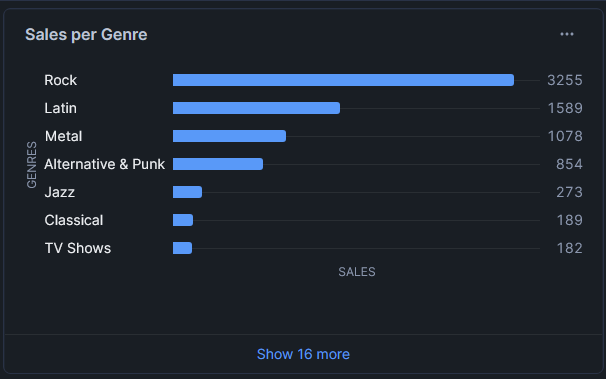 Sales per Genre
GENRES
Rock 3255
Latin 1589
Metal 1078
Alternative & Punk 854
Jazz 273
Classical 189
TV Shows 182
SALES
Show 16 more